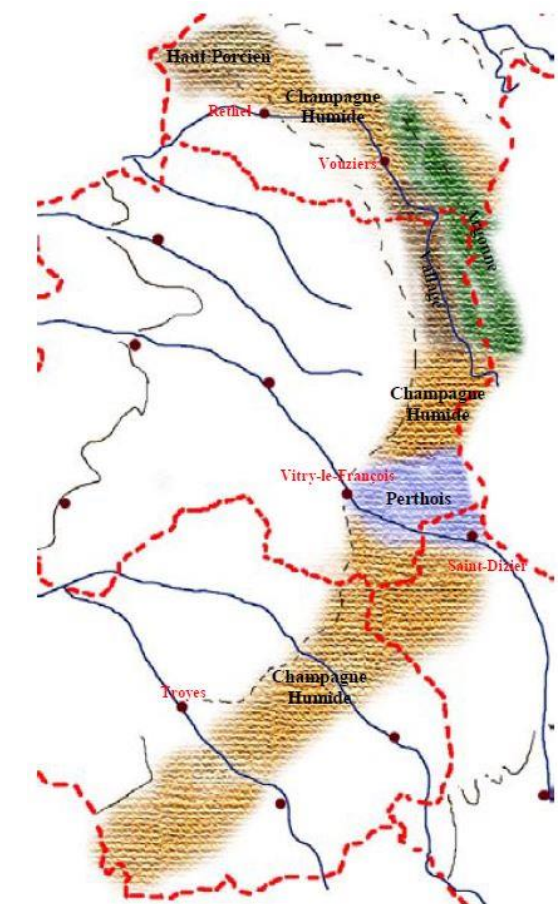 Haut Porcien
Champagne
Humide
Rethel
Vouziers
Argonne
Vallage
Champagne
Humide
Vitry-le-François
Perthois
Saint-Dizier
Champagne
Humide
Troyes